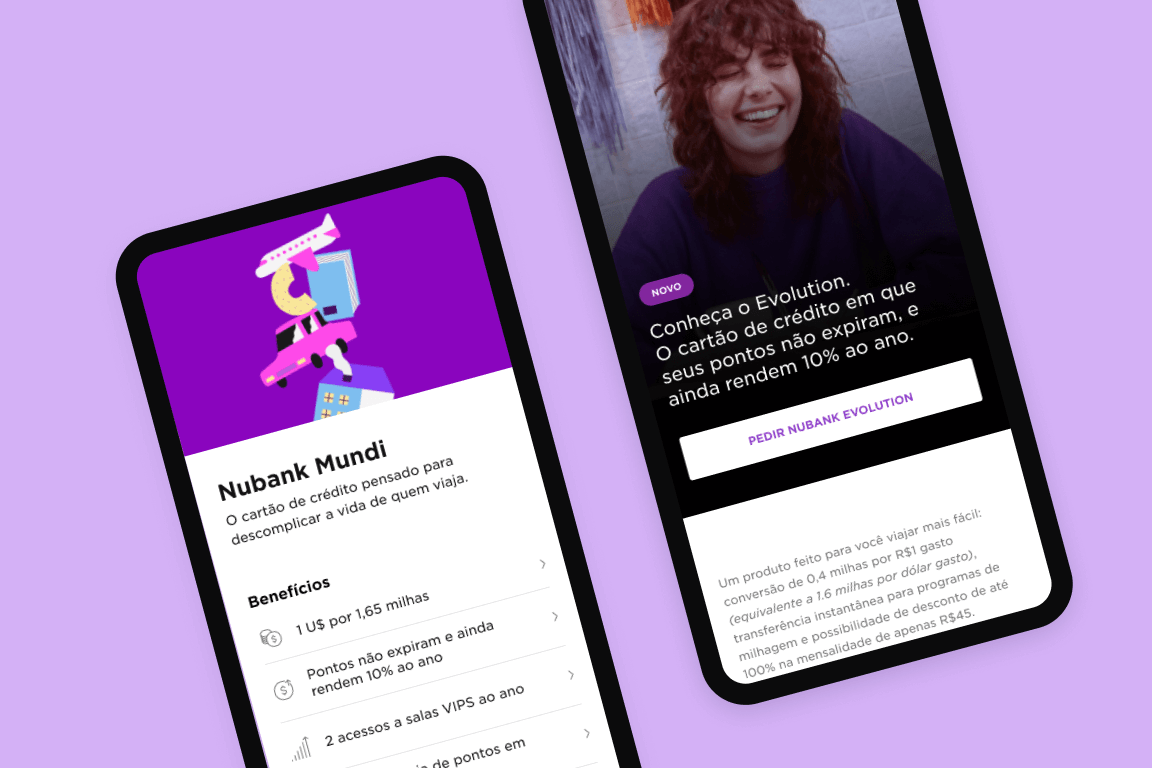 Nubank Mundi
O cartão de crédito pensado para
descomplicar a vida de quem viaja.
Benefícios
1 U$ por 1,65 milhas
Pontos não expiram e ainda
rendem 10% ao ano
2 acessos a salas VIPS ao ano
de pontos em
NOVO
Conheça o Evolution.
O cartão de crédito em que
seus pontos não expiram, e
ainda rendem 10% ao ano.
PEDIR NUBANK EVOLUTION
Um produto feito para você viajar mais fácil:
conversão de 0,4 milhas por R$1 gasto
(equivalente a 1.6 milhas por dólar gasto),
transferência instantânea para programas de
milhagem e possibilidade de desconto de até
100% na mensalidade de apenas R$45.